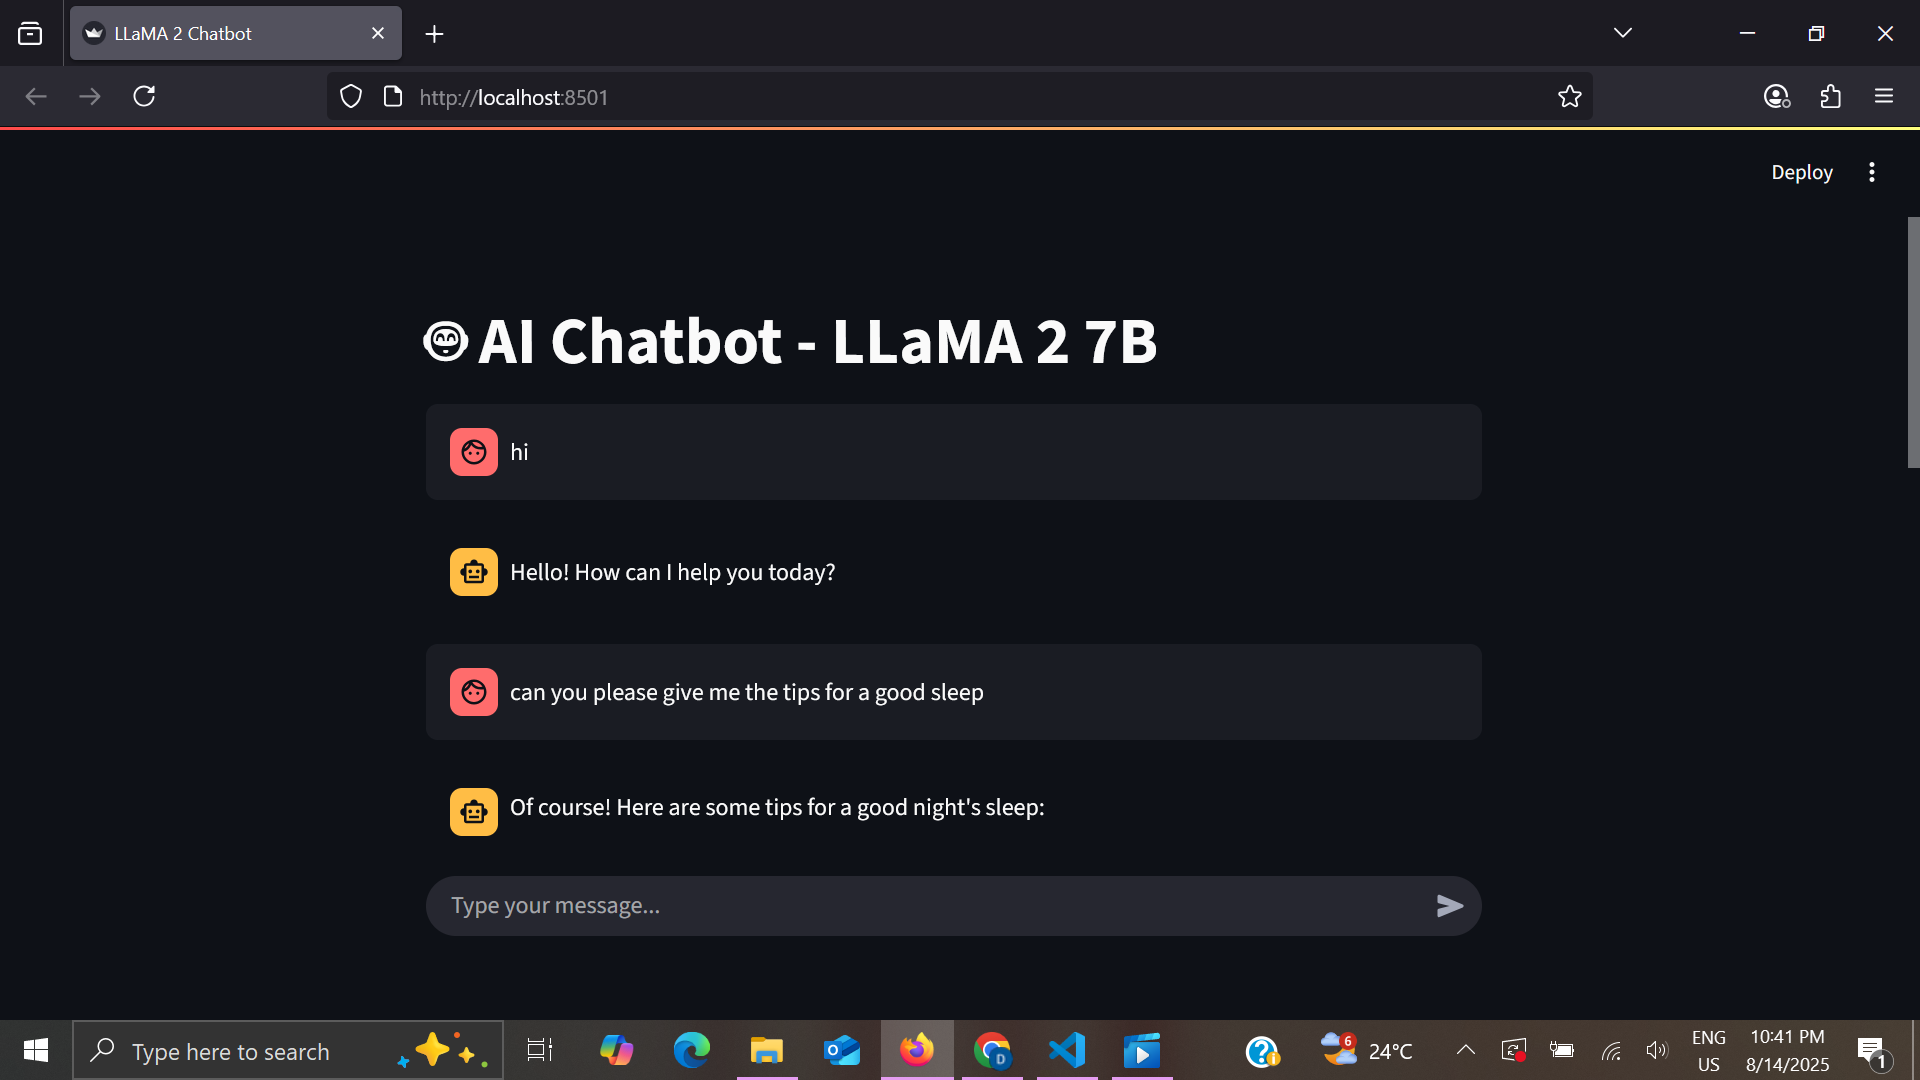 LLaMA 2 Chatbot
http://localhost:8501
Deploy
AI Chatbot - LLaMA 2 7B
hi
Hello! How can I help you today?
can you please give me the tips for a good sleep
Of course! Here are some tips for a good night's sleep:
Type your message...
Type here to search
D
6
24°C
ENG
US
10:41 PM
8/14/2025
1